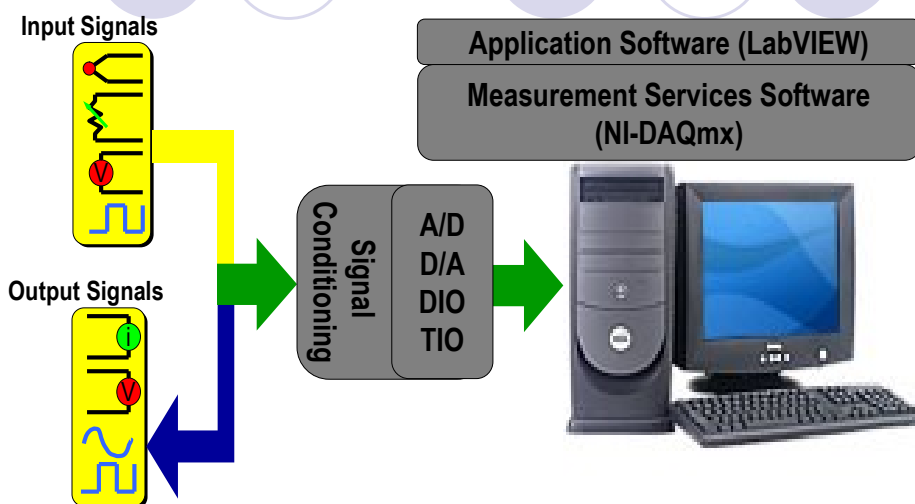 Input Signals
Application Software (LabVIEW)
Measurement Services Software
(NI-DAQmx)
V
Signal
Conditioning
A/D
D/A
DIO
TIO
Output Signals
i
V